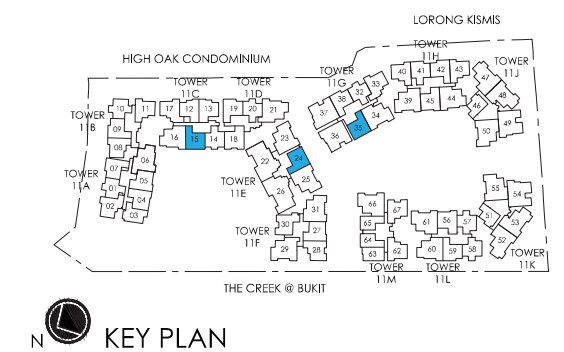 LORONG KISMIS
HIGH OAK CONDOMINIUM
TOWER
11H
TOWER
11J
TOWER
11G
TOWER
11C
TOWER
11D
40 41 42 43
47
48
46
49
50
39 45 44
33
32
38
37
34
35
36
10 11
17 12 13
19 20 21
TOWER
11B
09
08
16 15 14 18
23
22
24
25
26
TOWER
11E
06
07
05
TOWER
11A
01
04
02
03
31
30
27
29
28
TOWER
11F
66
67
65
64
63
62
TOWER
11M
61 56 57
60 59 58
TOWER
11L
55
54
51
53
52
TOWER
11K
THE CREEK @ BUKIT
N
KEY PLAN